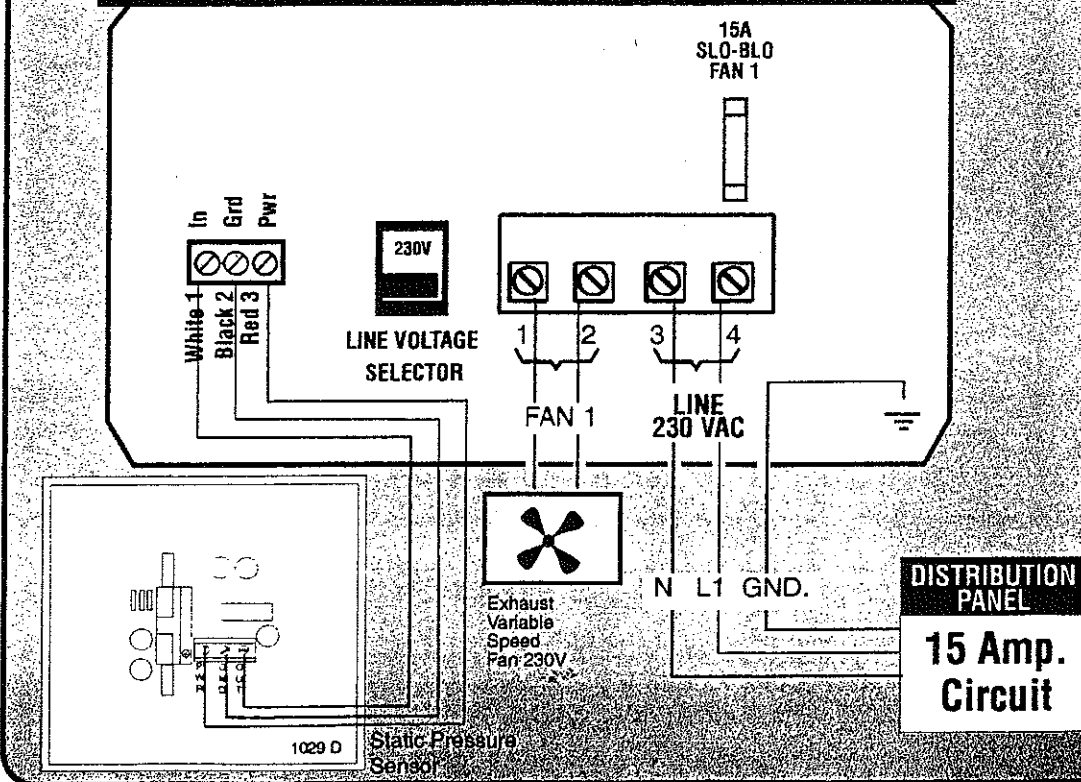 15A
SLO-BLO
FAN 1
In
Grd
Pwr
230V
White 1
Black 2
Red 3
LINE VOLTAGE
SELECTOR
1 2 3 4
FAN 1
LINE
230 VAC
N L1 GND.
DISTRIBUTION
PANEL
15 Amp.
Circuit
Exhaust
Variable
Speed
Fan 230V
1029 D
Static Pressure
Sensor